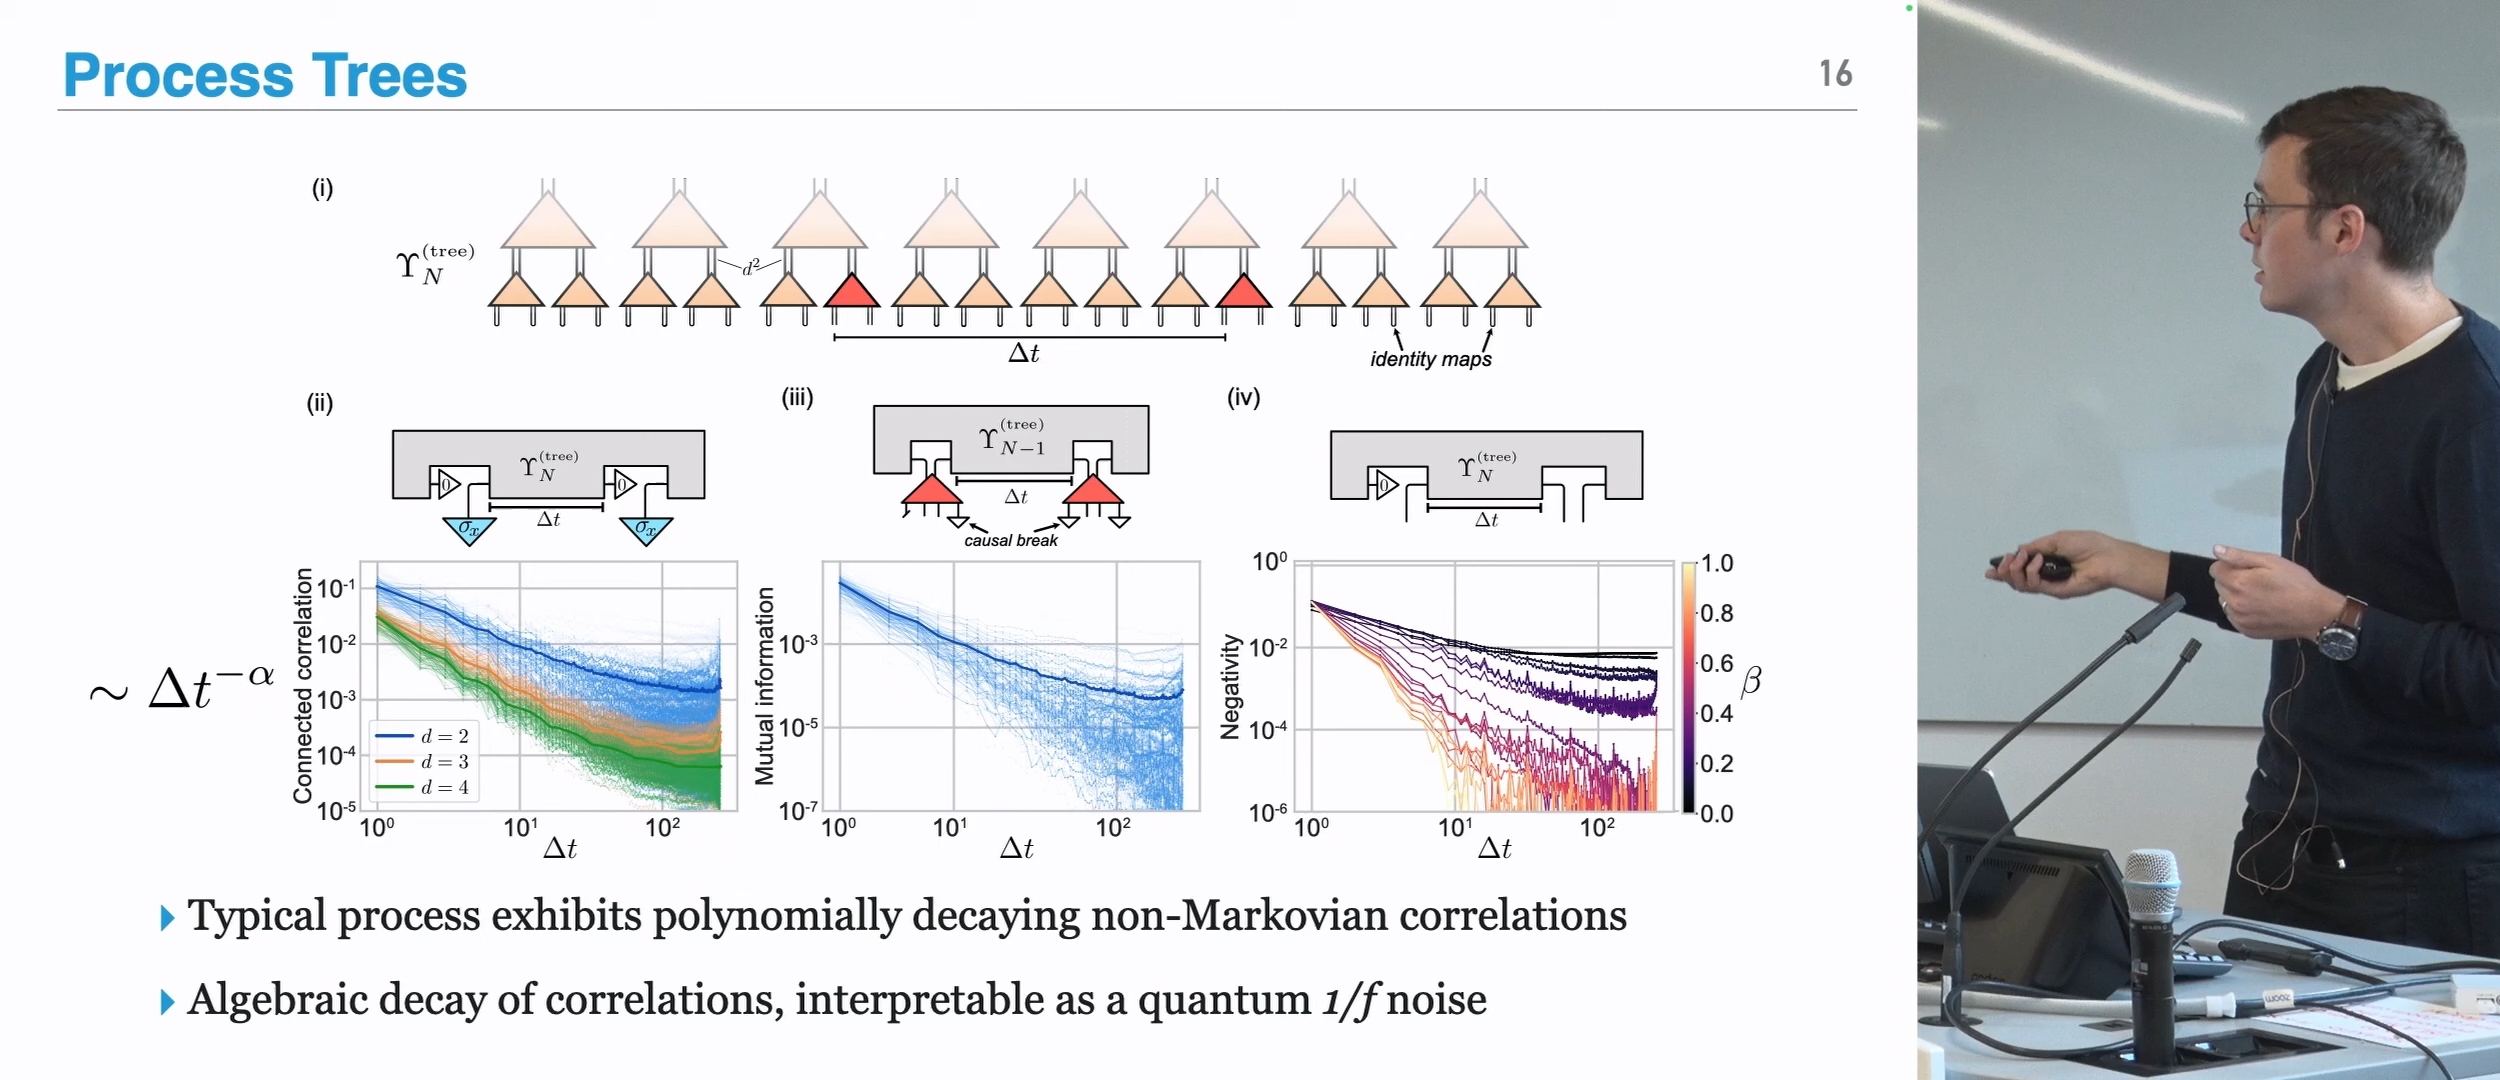 Process Trees
16
(i)
Υ_N^(tree)
d²
Δt
identity maps
(ii)
Υ_N^(tree)
0
0
Δt
σ_x
σ_x
(iii)
Υ_{N−1}^(tree)
Δt
causal break
(iv)
Υ_N^(tree)
0
Δt
~ Δt^−α
Connected correlation
10⁻¹
10⁻²
10⁻³
10⁻⁴
10⁻⁵
d = 2
d = 3
d = 4
10⁰ 10¹ 10²
Δt
Mutual information
10⁻³
10⁻⁵
10⁻⁷
10⁰ 10¹ 10²
Δt
Negativity
10⁰
10⁻²
10⁻⁴
10⁻⁶
10⁰ 10¹ 10²
Δt
1.0
0.8
0.6
0.4
0.2
0.0
β
Typical process exhibits polynomially decaying non-Markovian correlations
Algebraic decay of correlations, interpretable as a quantum 1/f noise
zoom